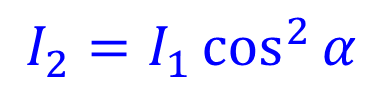 I₂ = I₁ cos² α